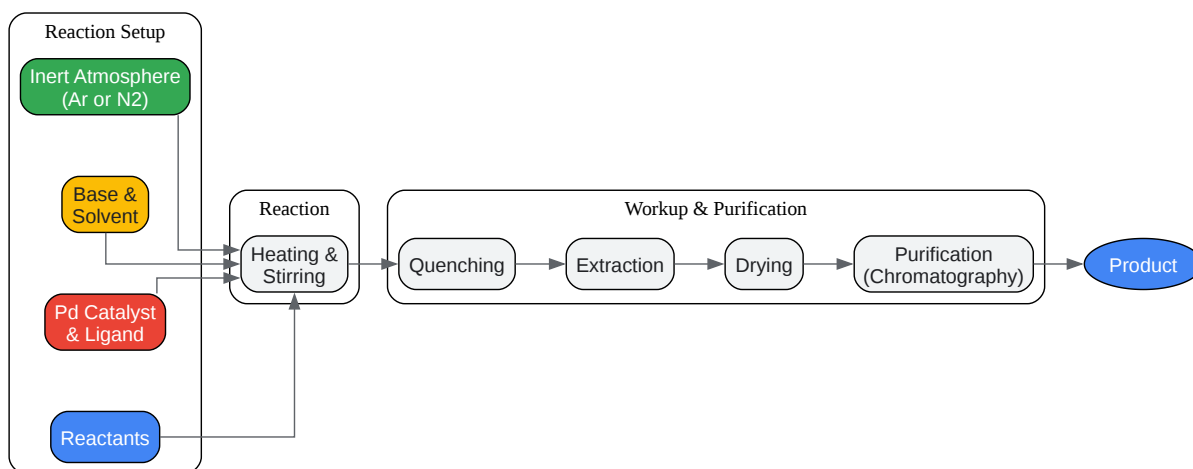 Reaction Setup
Inert Atmosphere
(Ar or N2)
Base &
Solvent
Pd Catalyst
& Ligand
Reactants
Reaction
Heating &
Stirring
Workup & Purification
Quenching
Extraction
Drying
Purification
(Chromatography)
Product